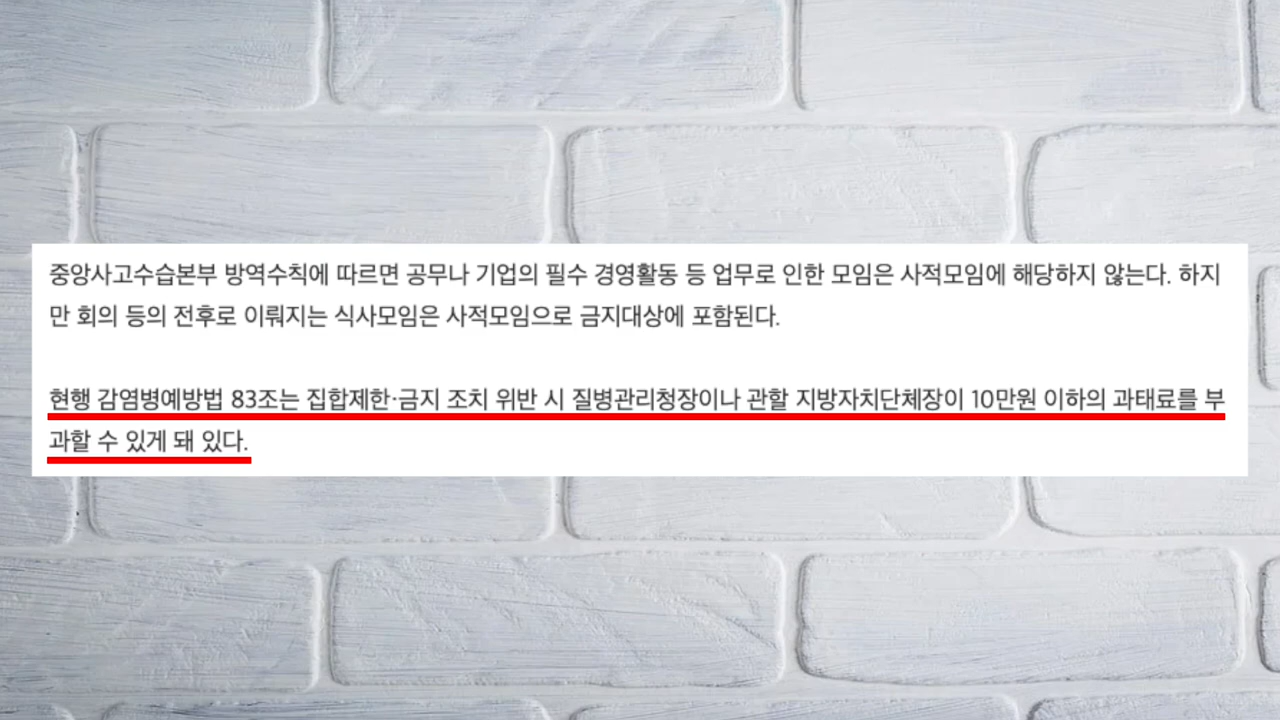 중앙사고수습본부 방역수칙에 따르면 공무나 기업의 필수 경영활동 등 업무로 인한 모임은 사적모임에 해당하지 않는다. 하지
만 회의 등의 전후로 이뤄지는 식사모임은 사적모임으로 금지대상에 포함된다.
현행 감염병예방법 83조는 집합제한·금지 조치 위반 시 질병관리청장이나 관할 지방자치단체장이 10만원 이하의 과태료를 부
과할 수 있게 돼 있다.